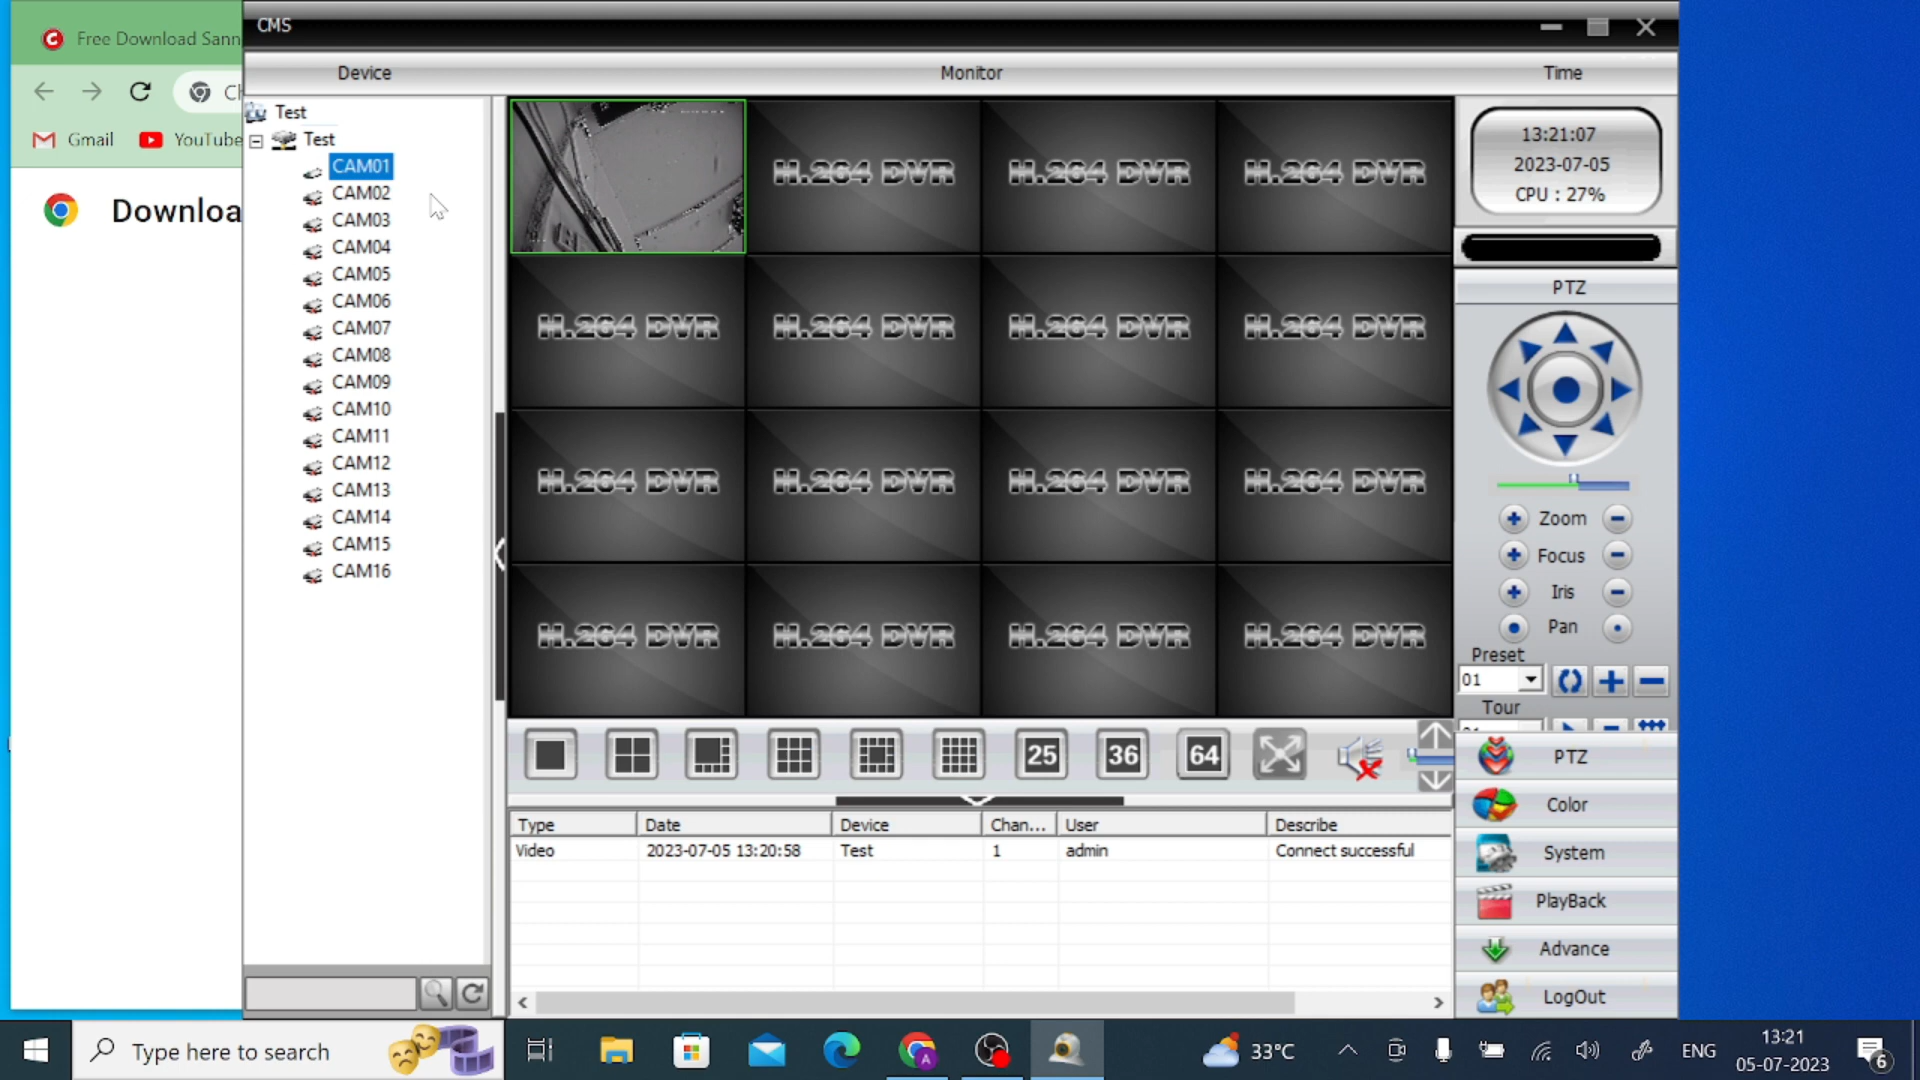 Free Download Sann
Ch
Gmail
YouTube
Downloa
CMS
Device
Monitor
Time
Test
Test
CAM01
CAM02
CAM03
CAM04
CAM05
CAM06
CAM07
CAM08
CAM09
CAM10
CAM11
CAM12
CAM13
CAM14
CAM15
CAM16
H.264 DVR H.264 DVR H.264 DVR
H.264 DVR H.264 DVR H.264 DVR H.264 DVR
H.264 DVR H.264 DVR H.264 DVR H.264 DVR
H.264 DVR H.264 DVR H.264 DVR H.264 DVR
25 36 64
Type Date Device Chan... User Describe
Video 2023-07-05 13:20:58 Test 1 admin Connect successful
13:21:07
2023-07-05
CPU : 27%
PTZ
Zoom
Focus
Iris
Pan
Preset
01
Tour
PTZ
Color
System
PlayBack
Advance
LogOut
Type here to search
33°C
ENG
13:21
05-07-2023
6